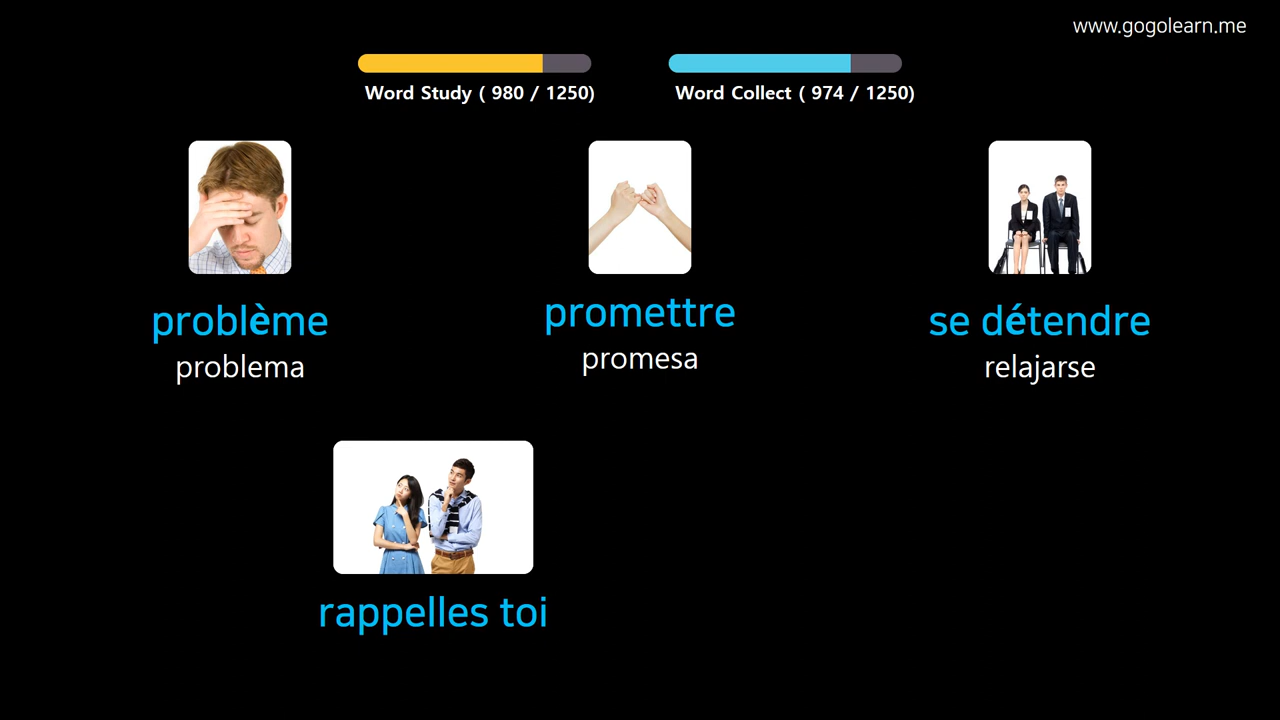 www.gogolearn.me
Word Study ( 980 / 1250)
Word Collect ( 974 / 1250)
problème
problema
promettre
promesa
se détendre
relajarse
rappelles toi